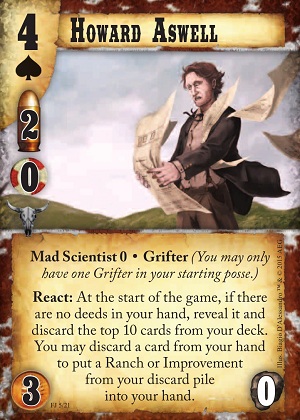 4
HOWARD ASWELL
2
0
Mad Scientist 0 • Grifter (You may only
have one Grifter in your starting posse.)
React: At the start of the game, if there
are no deeds in your hand, reveal it and
discard the top 10 cards from your deck.
You may discard a card from your hand
to put a Ranch or Improvement
from your discard pile
into your hand.
3
FJ 5/21
0